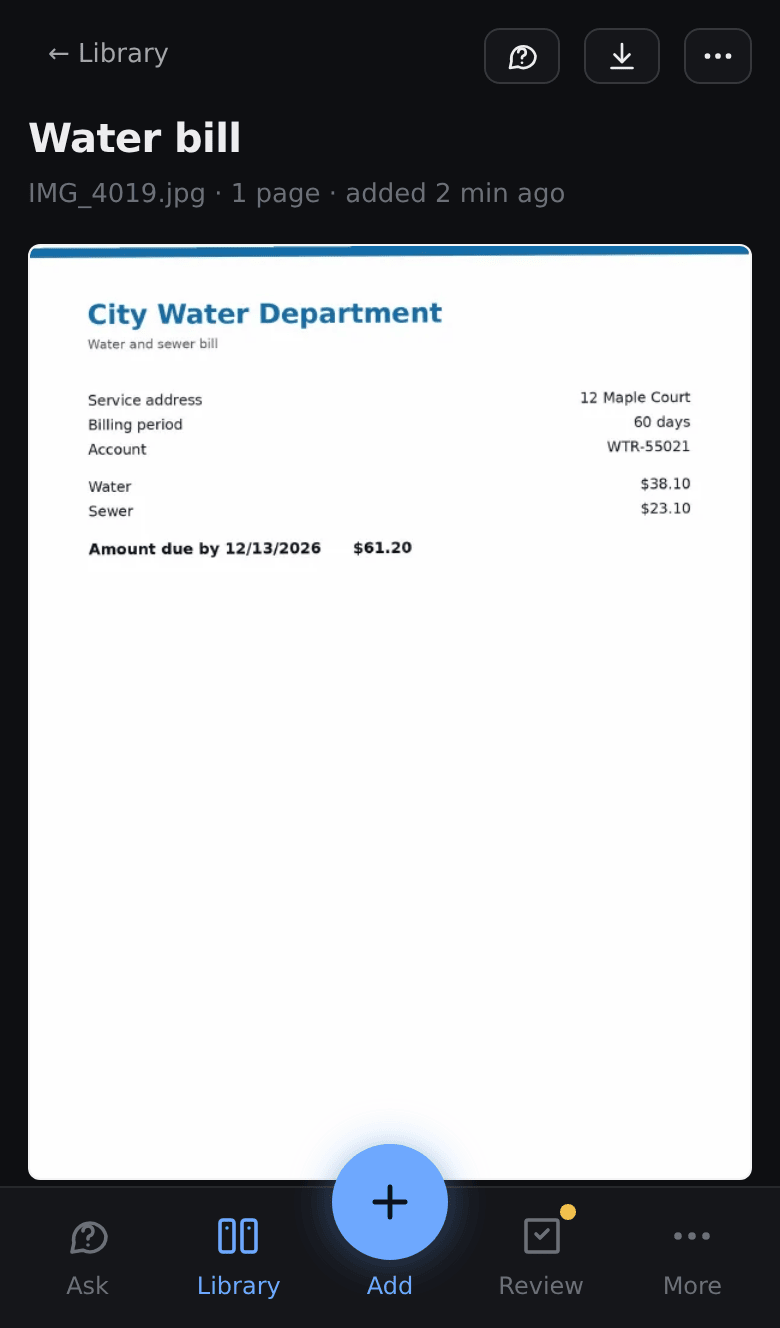 ← Library
Water bill
IMG_4019.jpg · 1 page · added 2 min ago
City Water Department
Water and sewer bill
Service address 12 Maple Court
Billing period 60 days
Account WTR-55021
Water $38.10
Sewer $23.10
Amount due by 12/13/2026 $61.20
Ask
Library
Add
Review
More